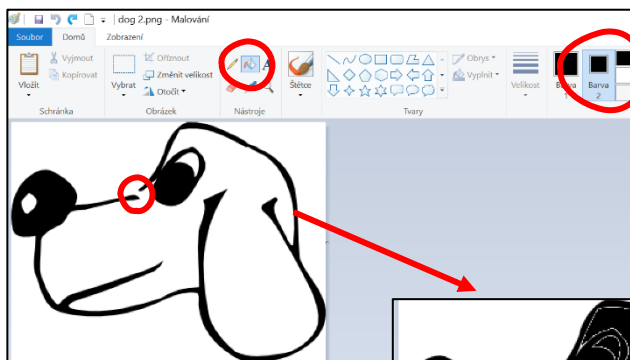 dog 2.png - Malování
Soubor Domů Zobrazení
Vložit
Vyjmout
Kopírovat
Schránka
Vybrat
Oříznout
Změnit velikost
Otočit
Obrázek
A
Nástroje
Štětce
Obrys
Vyplnit
Tvary
Velikost
Barva
1
Barva
2